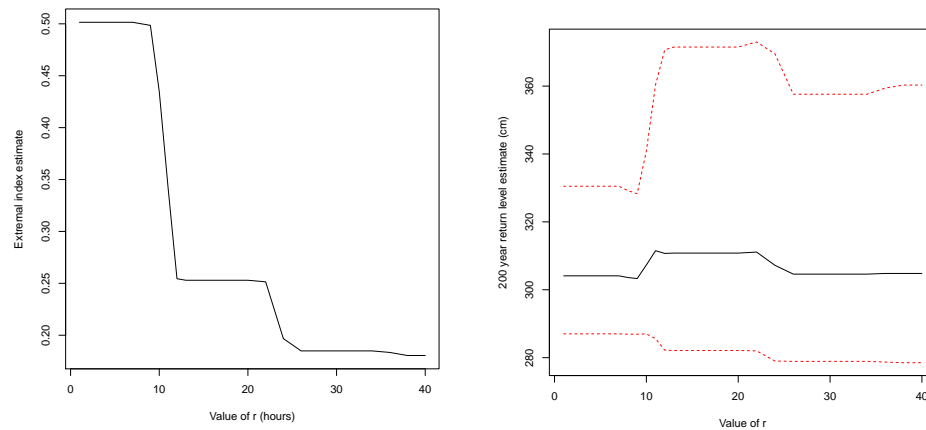 Extremal index estimate
0.50
0.45
0.40
0.35
0.30
0.25
0.20
0 10 20 30 40
Value of r (hours)
200 year return level estimate (cm)
360
340
320
300
280
0 10 20 30 40
Value of r